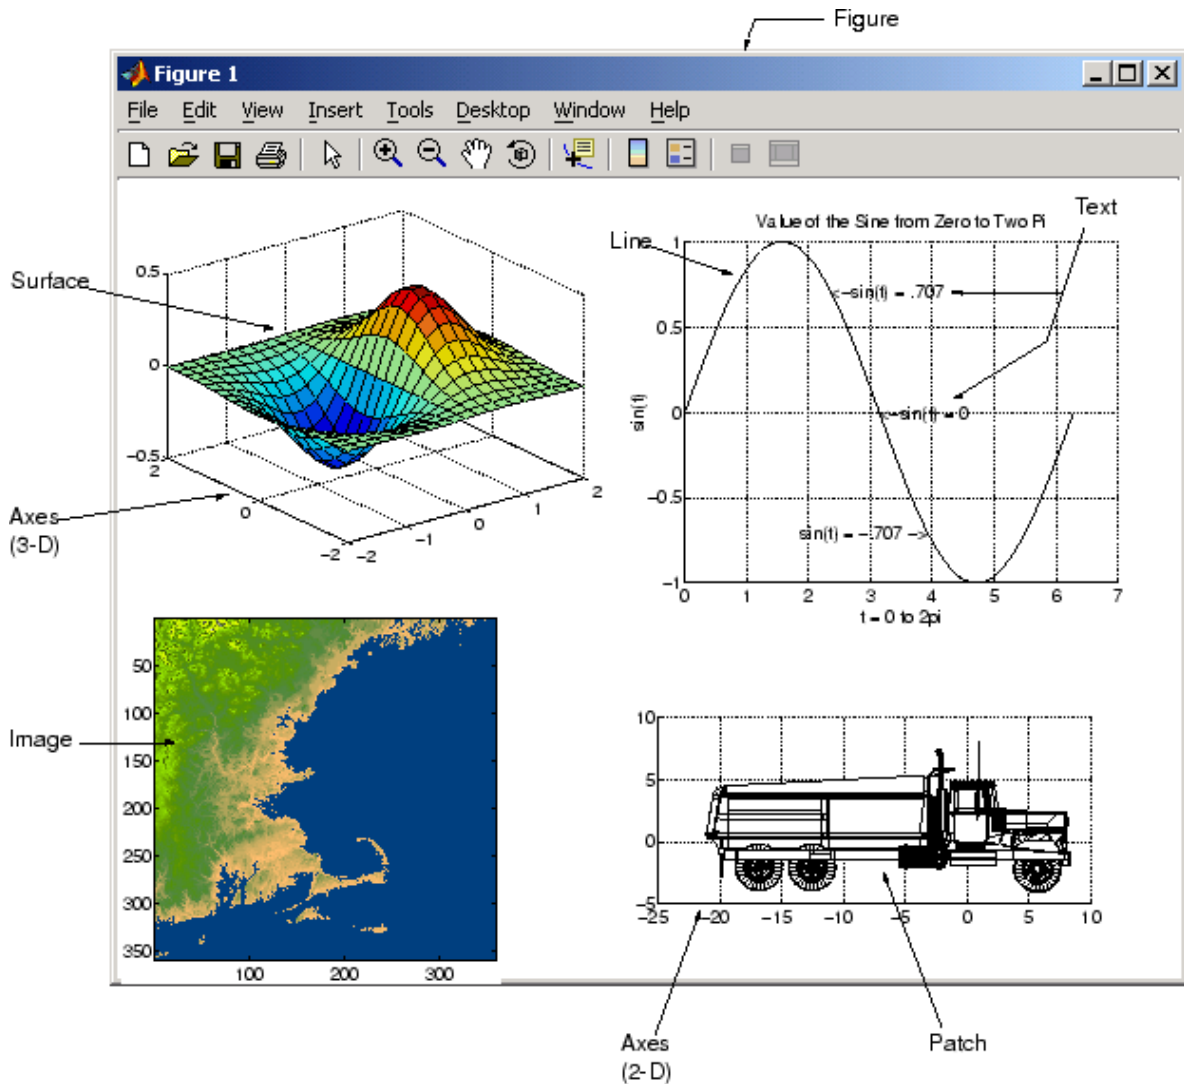 Figure
Figure 1
File Edit View Insert Tools Desktop Window Help
Surface
0.5
0
−0.5
2
0
−2
−2
−1
0
1
2
Axes
(3-D)
Value of the Sine from Zero to Two Pi
Text
Line
1
0.5
0
−0.5
−1
sin(t)
<−sin(t) = .707
<−sin(t) = 0
sin(t) = −.707 −>
0 1 2 3 4 5 6 7
t = 0 to 2pi
Image
50
100
150
200
250
300
350
100 200 300
10
5
0
−5
−25 −20 −15 −10 −5 0 5 10
Axes
(2-D)
Patch